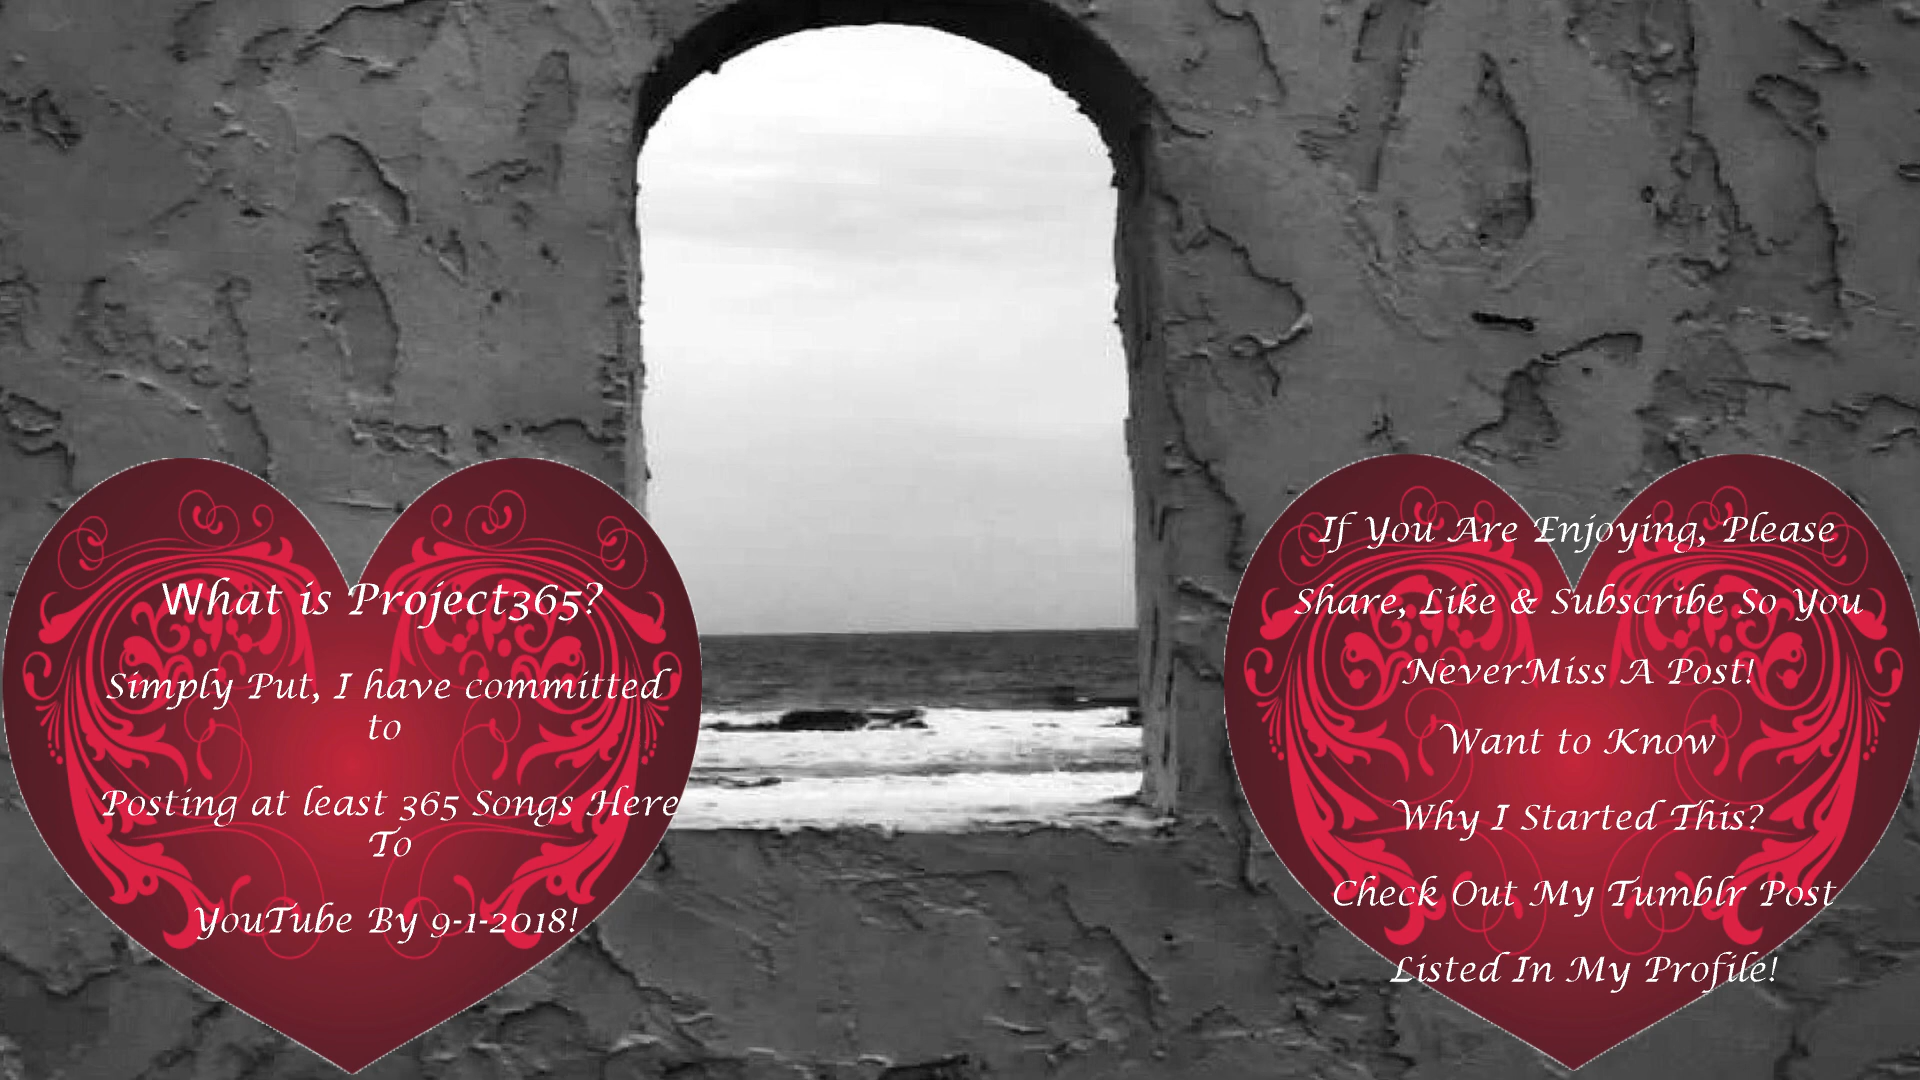 What is Project365?
Simply Put, I have committed
to
Posting at least 365 Songs Here
To
YouTube By 9-1-2018!
If You Are Enjoying, Please
Share, Like & Subscribe So You
NeverMiss A Post!
Want to Know
Why I Started This?
Check Out My Tumblr Post
Listed In My Profile!